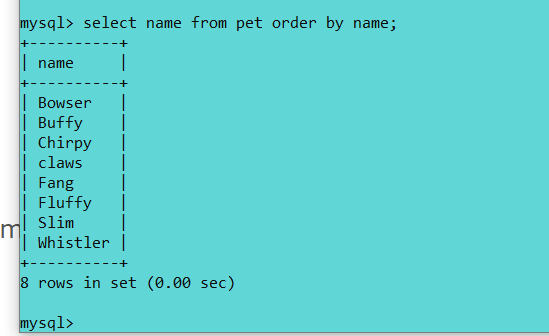 mysql> select name from pet order by name;
+----------+
| name     |
+----------+
| Bowser   |
| Buffy    |
| Chirpy   |
| claws    |
| Fang     |
| Fluffy   |
| Slim     |
| Whistler |
+----------+
8 rows in set (0.00 sec)
m
mysql>